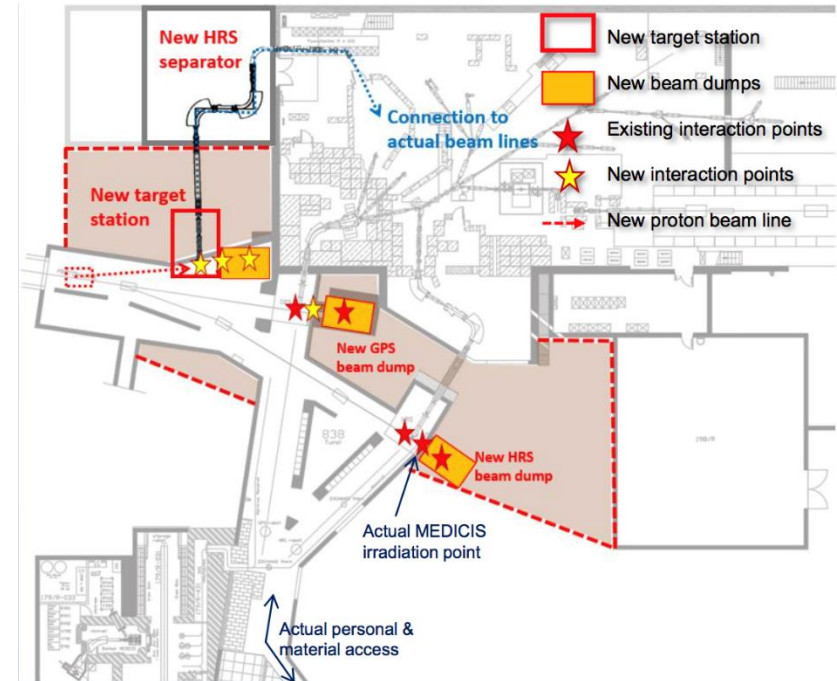 New HRS
separator
Connection to
actual beam lines
New target station
New beam dumps
Existing interaction points
New interaction points
New proton beam line
New target
station
New GPS
beam dump
838
Tunnel
New HRS
beam dump
Actual MEDICIS
irradiation point
Actual personal &
material access